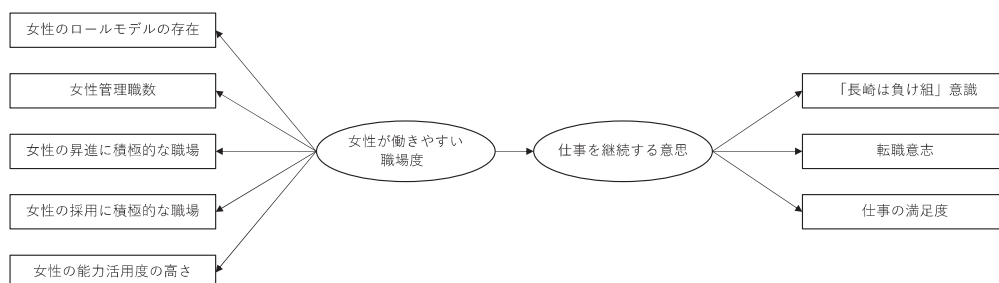 女性のロールモデルの存在
女性管理職数
女性の昇進に積極的な職場
女性の採用に積極的な職場
女性の能力活用度の高さ
女性が働きやすい
職場度
仕事を継続する意思
「長崎は負け組」意識
転職意志
仕事の満足度